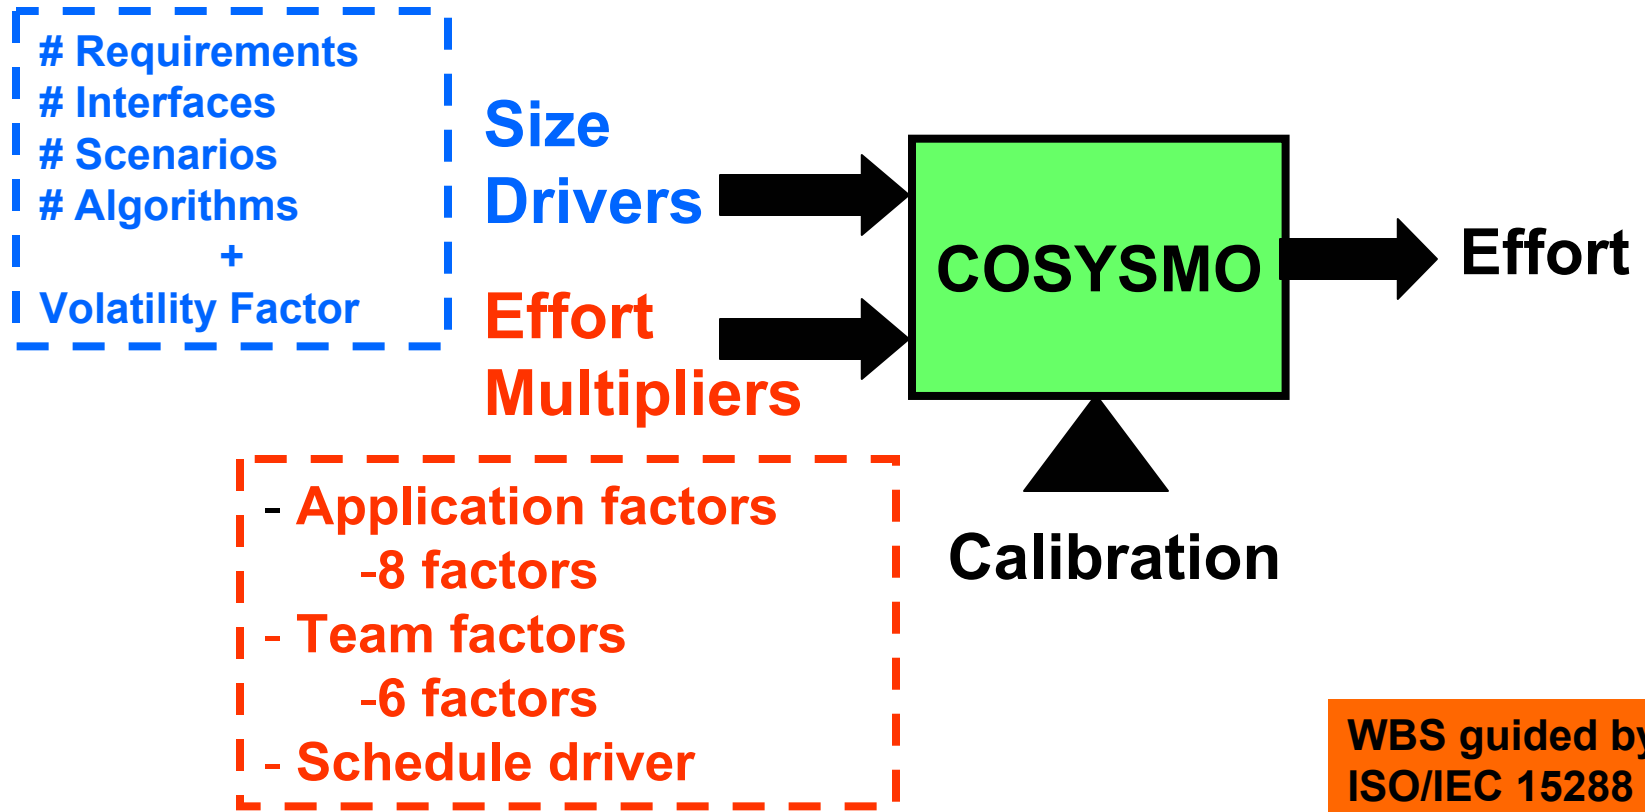 # Requirements
# Interfaces
# Scenarios
# Algorithms
+
Volatility Factor
Size
Drivers
Effort
Multipliers
COSYSMO
Effort
Calibration
- Application factors
-8 factors
- Team factors
-6 factors
- Schedule driver
WBS guided by
ISO/IEC 15288